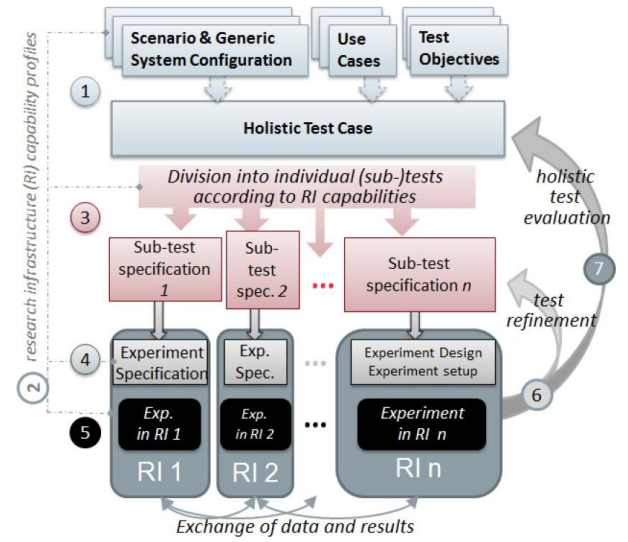 Scenario & Generic
System Configuration
Use
Cases
Test
Objectives
1
Holistic Test Case
research infrastructure (RI) capability profiles
2
Division into individual (sub-)tests
according to RI capabilities
3
Sub-test
specification
1
Sub-
test
spec. 2
...
Sub-test
specification n
holistic
test
evaluation
7
test
refinement
6
4
Experiment
Specification
Exp.
Spec.
...
Experiment Design
Experiment setup
5
Exp.
in RI 1
Exp.
in RI 2
...
Experiment
in RI n
RI 1
RI 2
RI n
Exchange of data and results